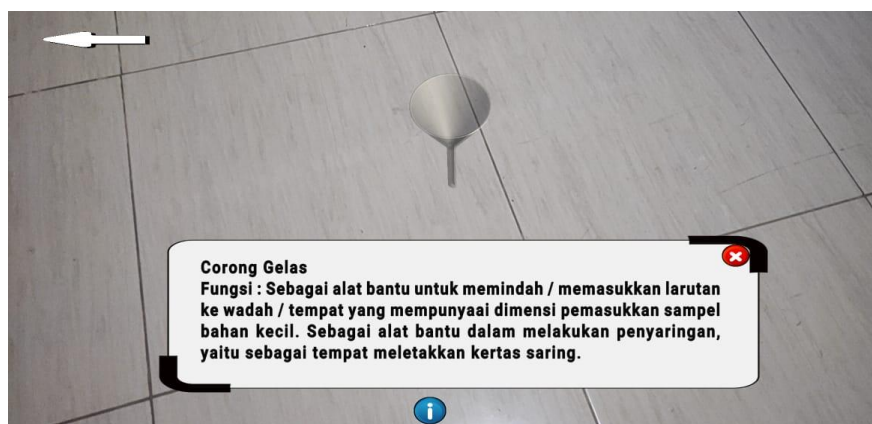 Corong Gelas
Fungsi : Sebagai alat bantu untuk memindah / memasukkan larutan
ke wadah / tempat yang mempunyaai dimensi pemasukkan sampel
bahan kecil. Sebagai alat bantu dalam melakukan penyaringan,
yaitu sebagai tempat meletakkan kertas saring.